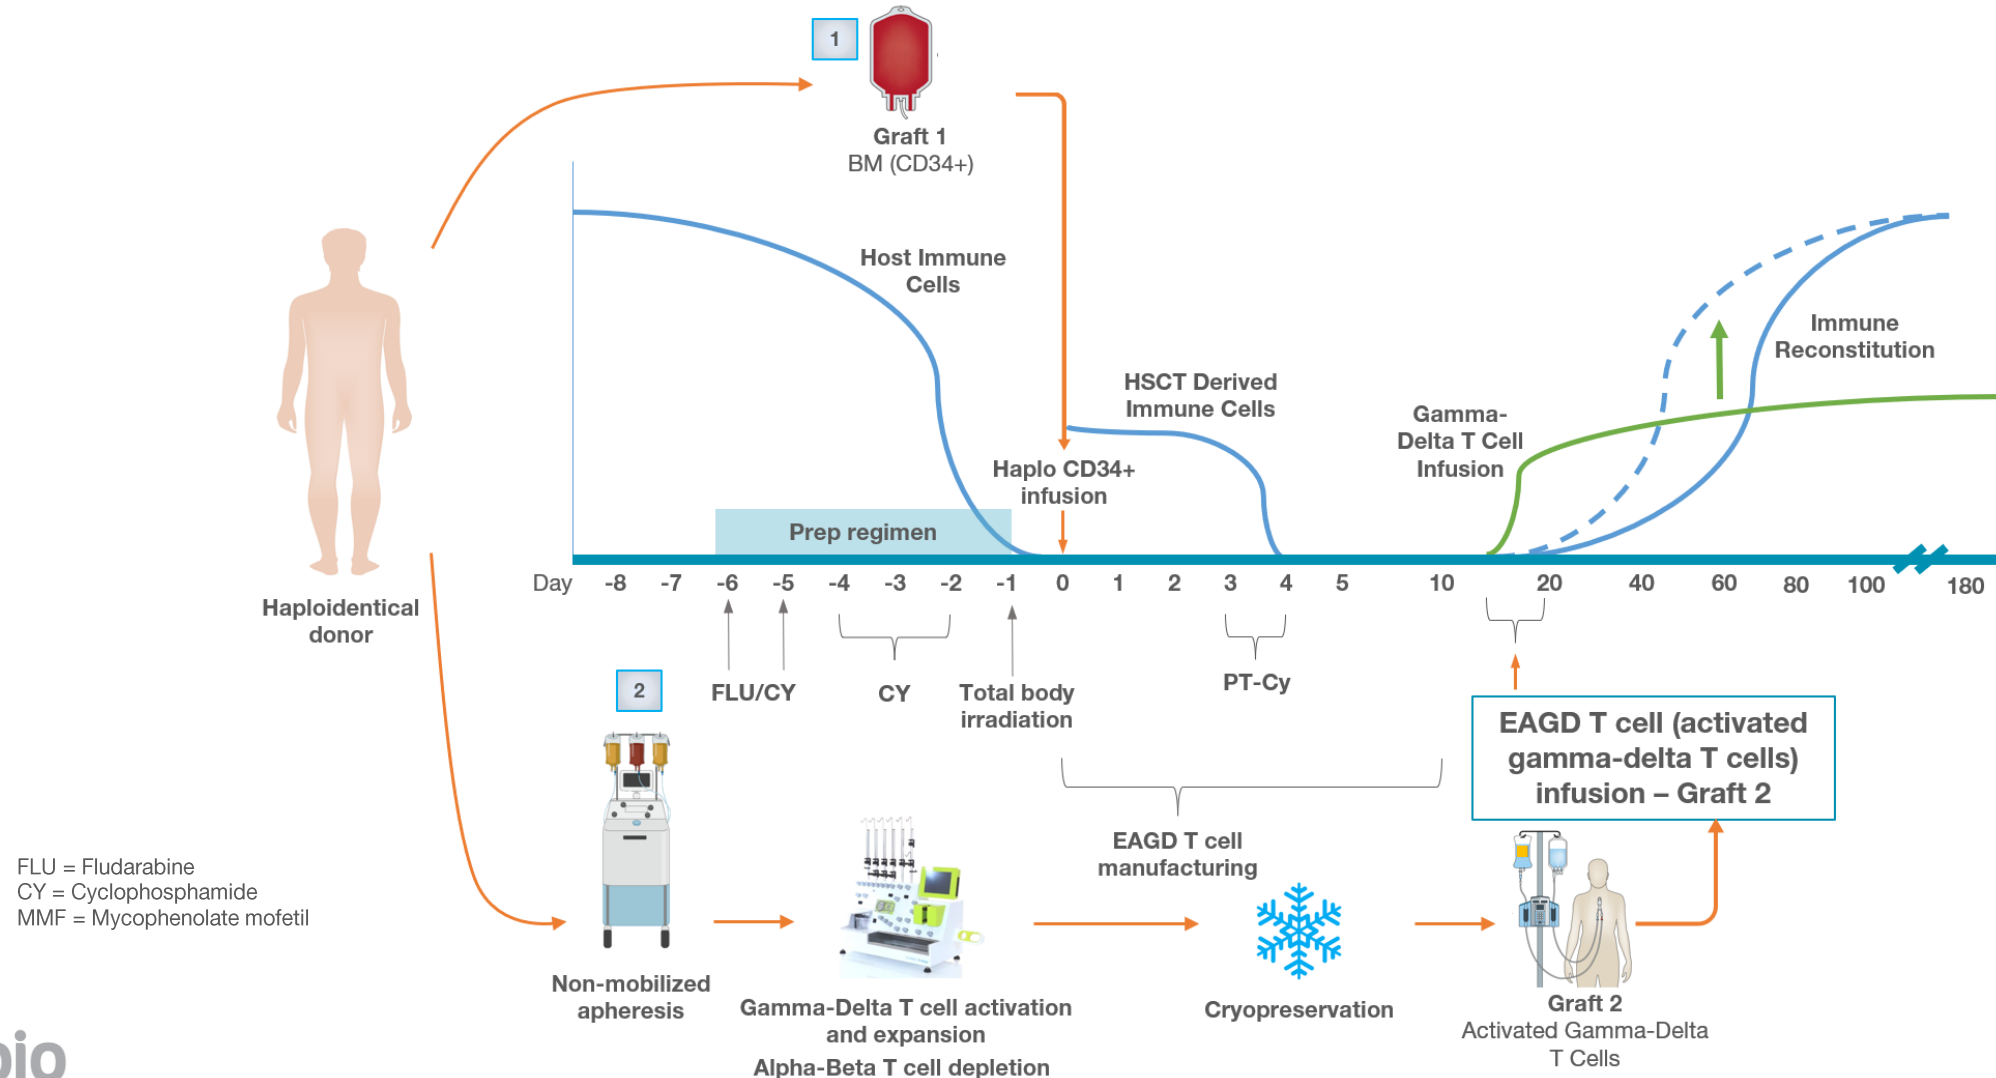 1
Graft 1
BM (CD34+)
Host Immune
Cells
HSCT Derived
Immune Cells
Haplo CD34+
infusion
Prep regimen
Gamma-
Delta T Cell
Infusion
Immune
Reconstitution
Haploidentical
donor
Day -8 -7 -6 -5 -4 -3 -2 -1 0 1 2 3 4 5 10 20 40 60 80 100 180
FLU/CY
CY
Total body
irradiation
PT-Cy
2
EAGD T cell (activated
gamma-delta T cells)
infusion – Graft 2
EAGD T cell
manufacturing
FLU = Fludarabine
CY = Cyclophosphamide
MMF = Mycophenolate mofetil
Non-mobilized
apheresis
Gamma-Delta T cell activation
and expansion
Alpha-Beta T cell depletion
Cryopreservation
Graft 2
Activated Gamma-Delta
T Cells
bio